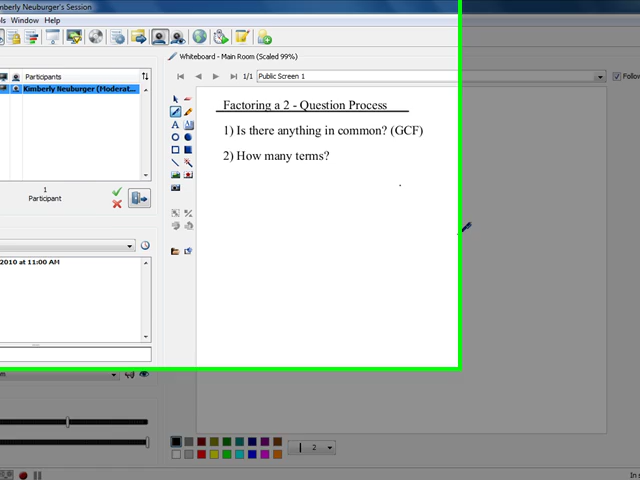 mberly Neuburger's Session
ls Window Help
Whiteboard - Main Room (Scaled 99%)
1/1 Public Screen 1
Follow
Participants
Kimberly Neuburger (Moderat...
1
Participant
2010 at 11:00 AM
Factoring a 2 - Question Process
1) Is there anything in common? (GCF)
2) How many terms?
A
2
In s